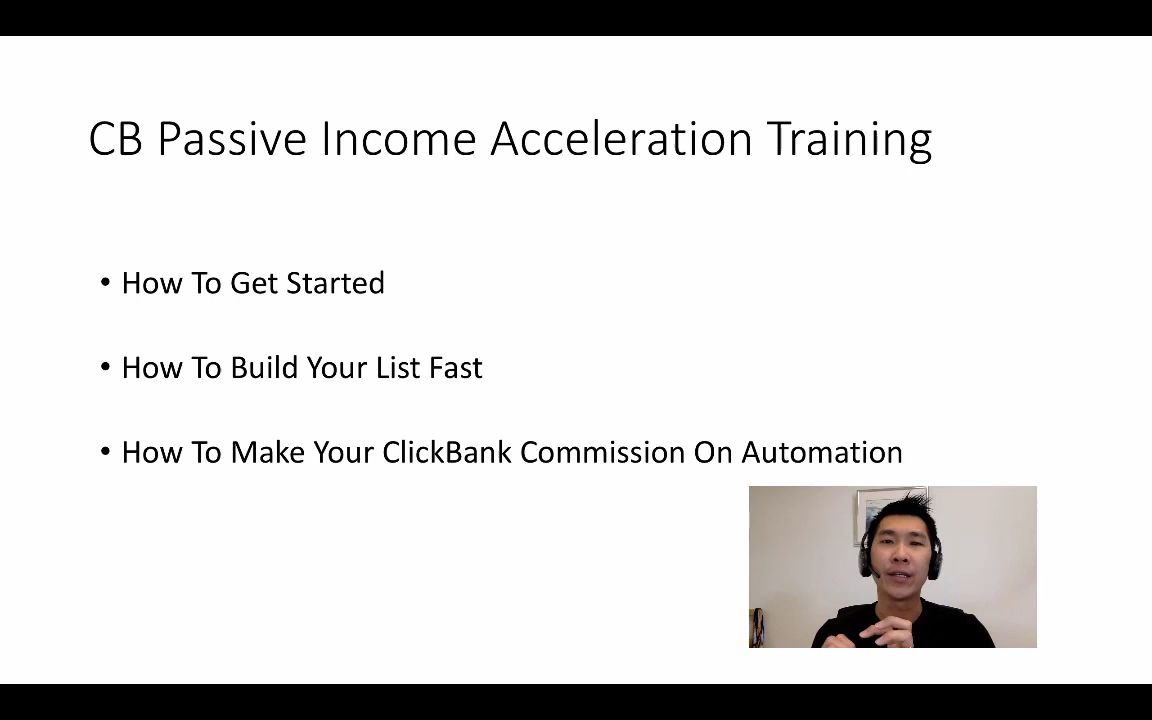 CB Passive Income Acceleration Training
• How To Get Started
• How To Build Your List Fast
• How To Make Your ClickBank Commission On Automation